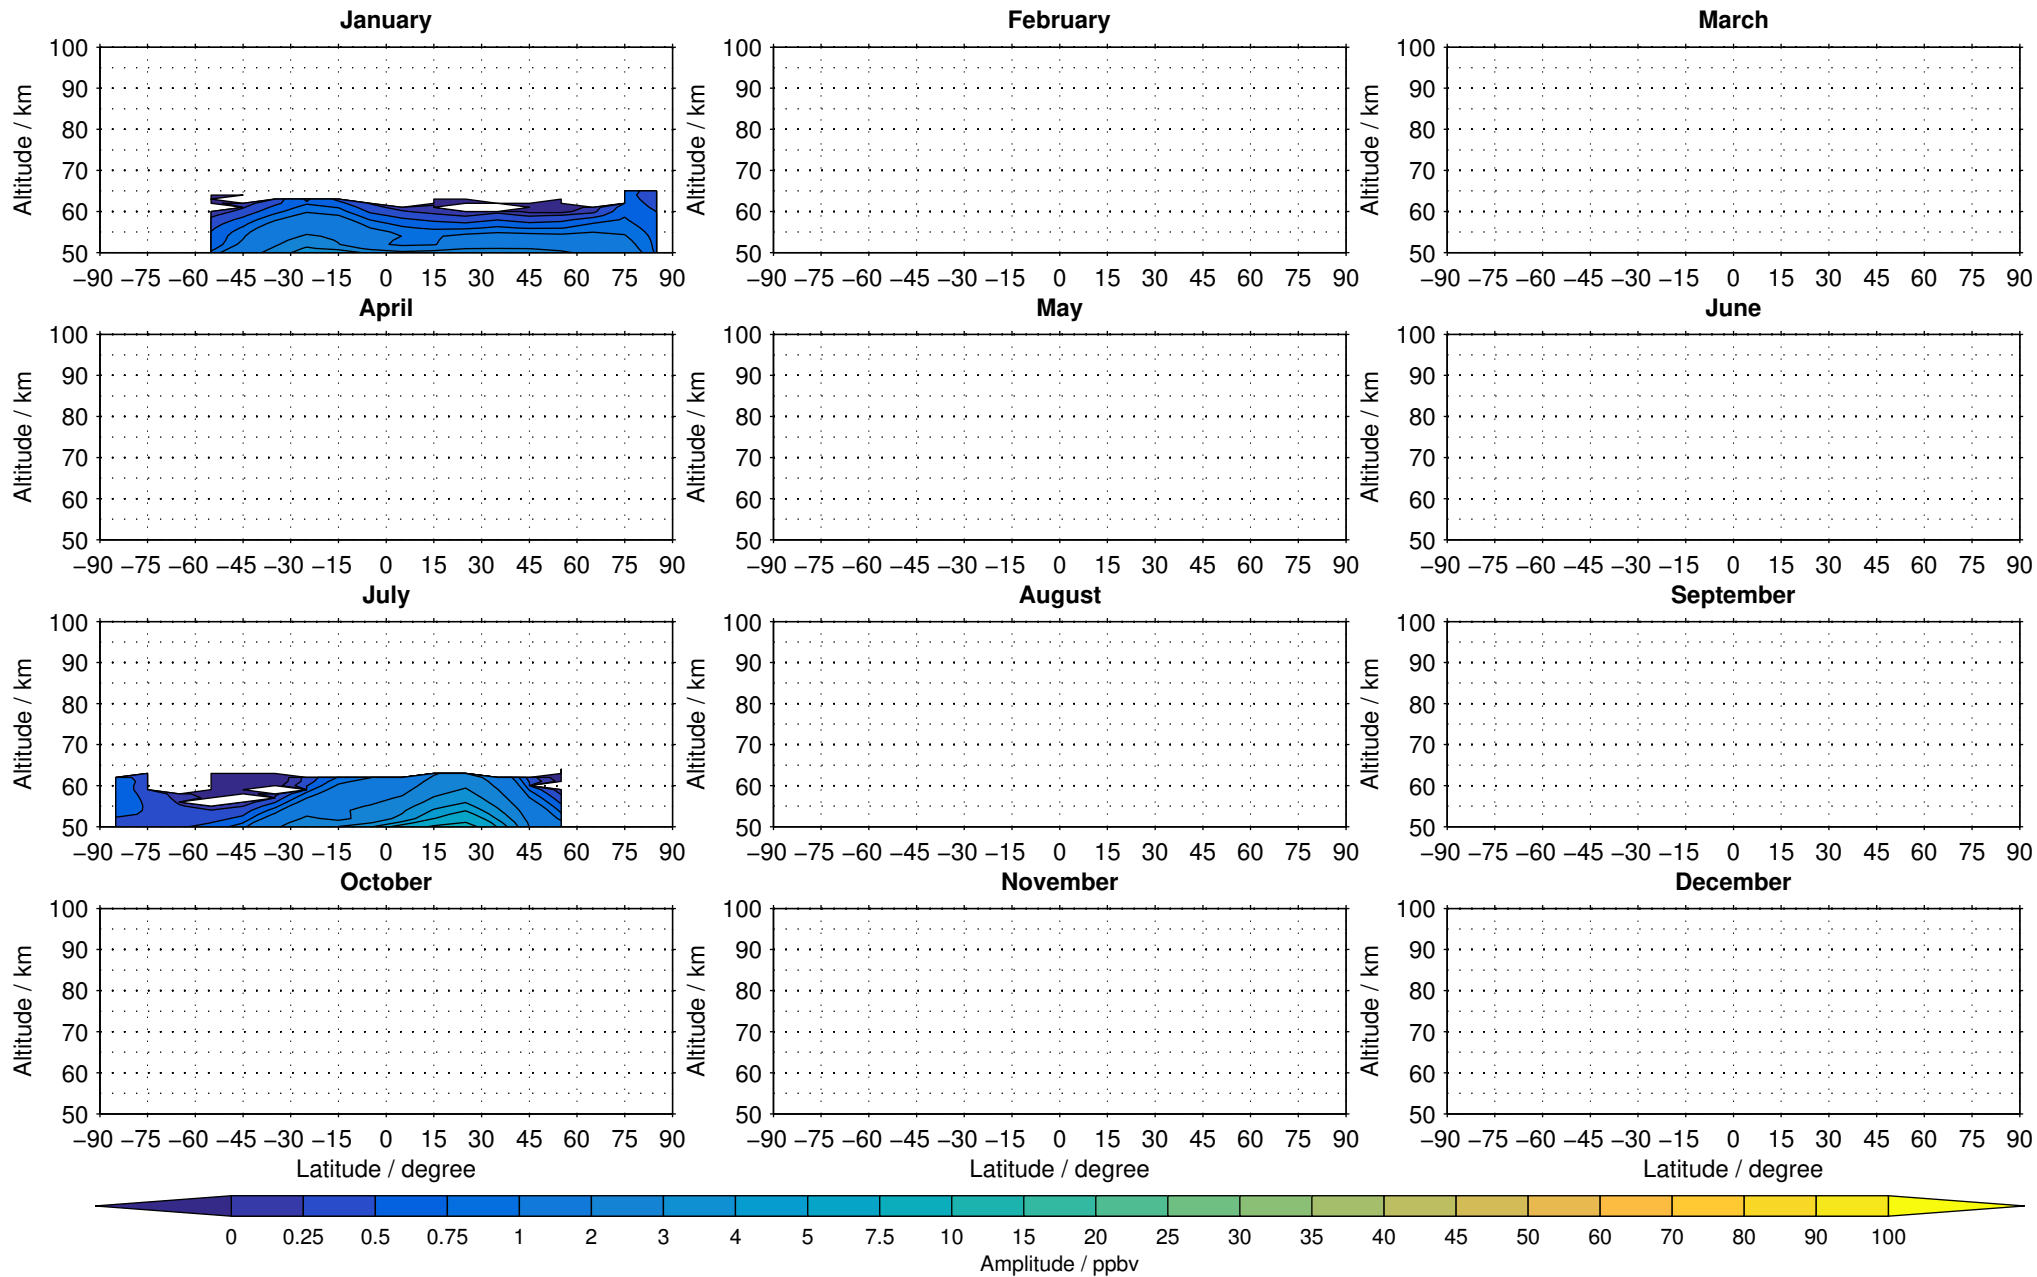 January February March
100 100 100
90 90 90
80 80 80
70 70 70
60 60 60
50 50 50
Altitude / km Altitude / km Altitude / km
−90 −75 −60 −45 −30 −15 0 15 30 45 60 75 90 −90 −75 −60 −45 −30 −15 0 15 30 45 60 75 90 −90 −75 −60 −45 −30 −15 0 15 30 45 60 75 90
April May June
100 100 100
90 90 90
80 80 80
70 70 70
60 60 60
50 50 50
Altitude / km Altitude / km Altitude / km
−90 −75 −60 −45 −30 −15 0 15 30 45 60 75 90 −90 −75 −60 −45 −30 −15 0 15 30 45 60 75 90 −90 −75 −60 −45 −30 −15 0 15 30 45 60 75 90
July August September
100 100 100
90 90 90
80 80 80
70 70 70
60 60 60
50 50 50
Altitude / km Altitude / km Altitude / km
−90 −75 −60 −45 −30 −15 0 15 30 45 60 75 90 −90 −75 −60 −45 −30 −15 0 15 30 45 60 75 90 −90 −75 −60 −45 −30 −15 0 15 30 45 60 75 90
October November December
100 100 100
90 90 90
80 80 80
70 70 70
60 60 60
50 50 50
Altitude / km Altitude / km Altitude / km
−90 −75 −60 −45 −30 −15 0 15 30 45 60 75 90 −90 −75 −60 −45 −30 −15 0 15 30 45 60 75 90 −90 −75 −60 −45 −30 −15 0 15 30 45 60 75 90
Latitude / degree Latitude / degree Latitude / degree
0 0.25 0.5 0.75 1 2 3 4 5 7.5 10 15 20 25 30 35 40 45 50 60 70 80 90 100
Amplitude / ppbv